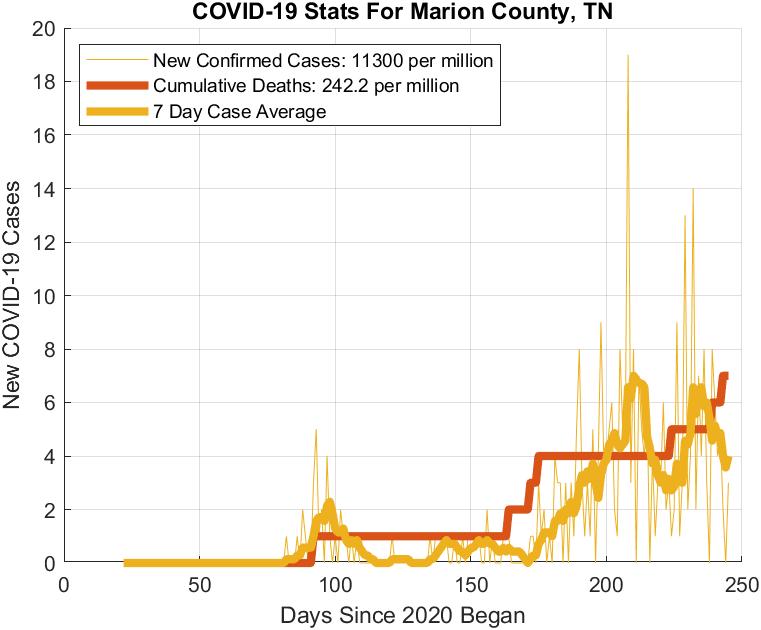 COVID-19 Stats For Marion County, TN
New Confirmed Cases: 11300 per million
Cumulative Deaths: 242.2 per million
7 Day Case Average
New COVID-19 Cases
20
18
16
14
12
10
8
6
4
2
0
0 50 100 150 200 250
Days Since 2020 Began